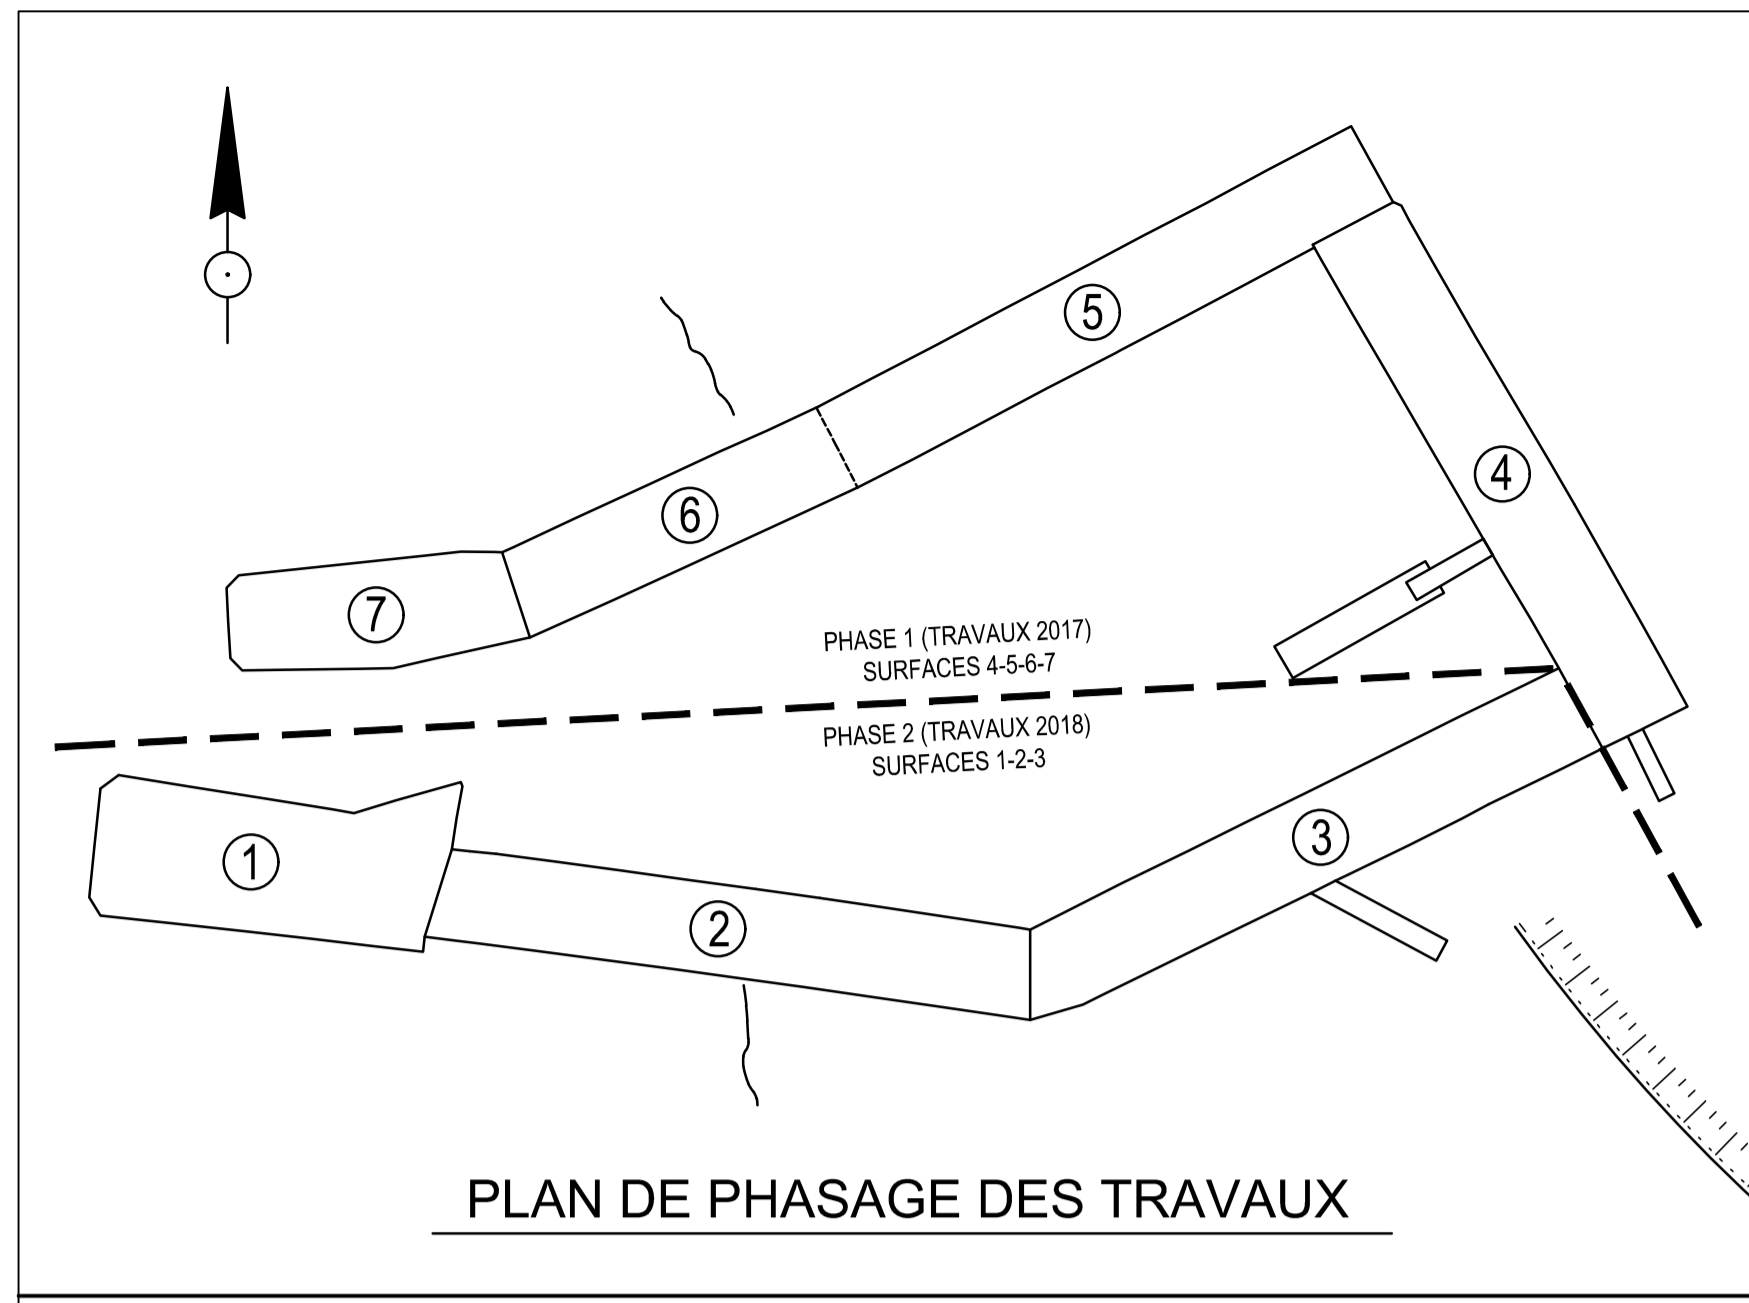 5
4
6
7
PHASE 1 (TRAVAUX 2017)
SURFACES 4-5-6-7
PHASE 2 (TRAVAUX 2018)
SURFACES 1-2-3
3
1
2
PLAN DE PHASAGE DES TRAVAUX